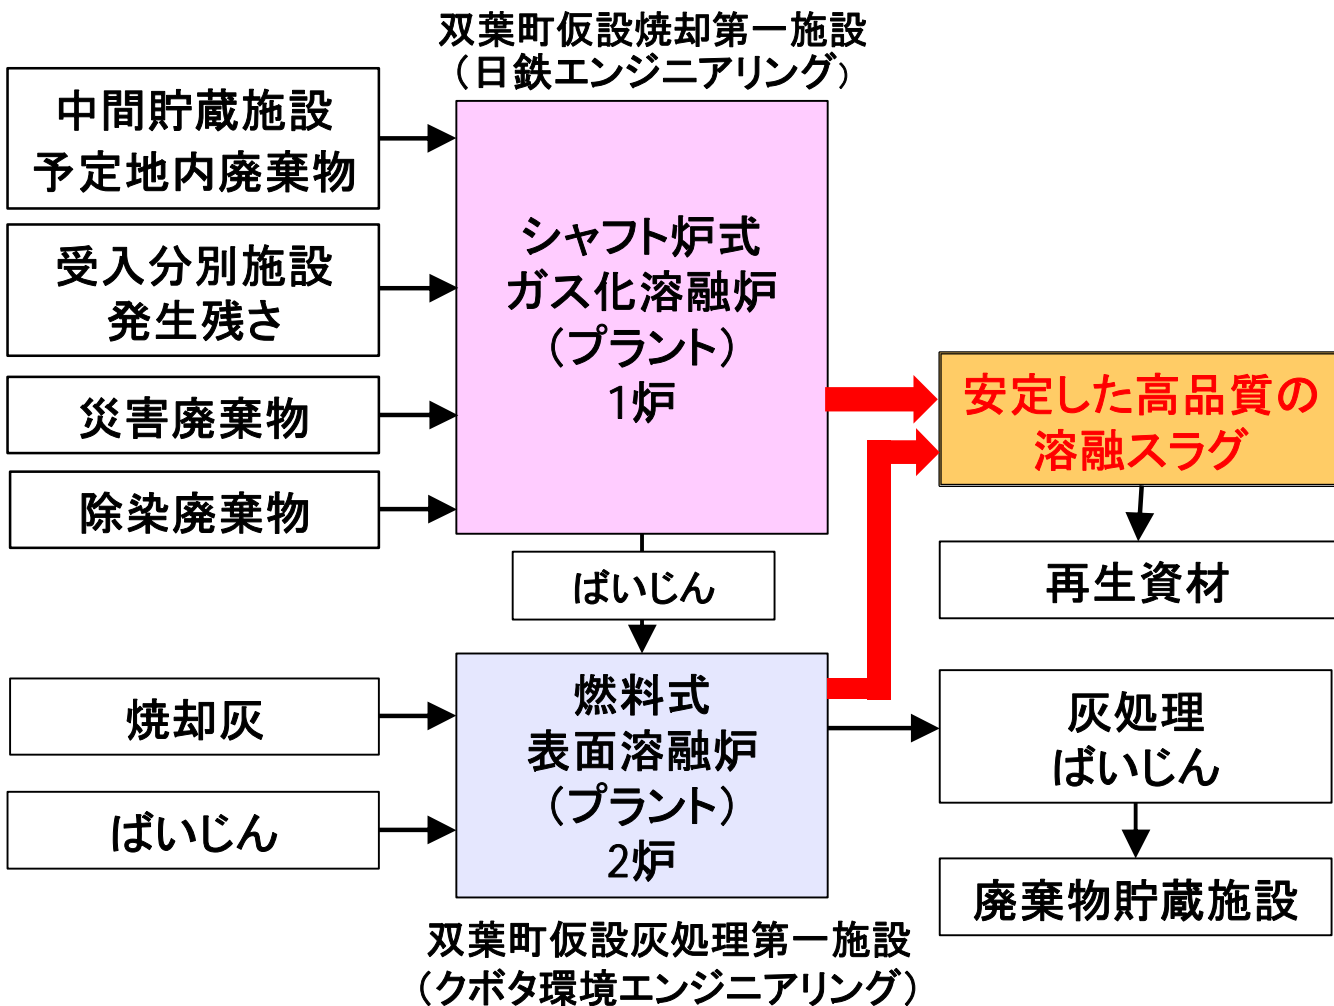 双葉町仮設焼却第一施設
（日鉄エンジニアリング）
中間貯蔵施設
予定地内廃棄物
受入分別施設
発生残さ
災害廃棄物
除染廃棄物
シャフト炉式
ガス化溶融炉
（プラント）
1炉
安定した高品質の
溶融スラグ
再生資材
ばいじん
焼却灰
ばいじん
燃料式
表面溶融炉
（プラント）
2炉
灰処理
ばいじん
廃棄物貯蔵施設
双葉町仮設灰処理第一施設
（クボタ環境エンジニアリング）